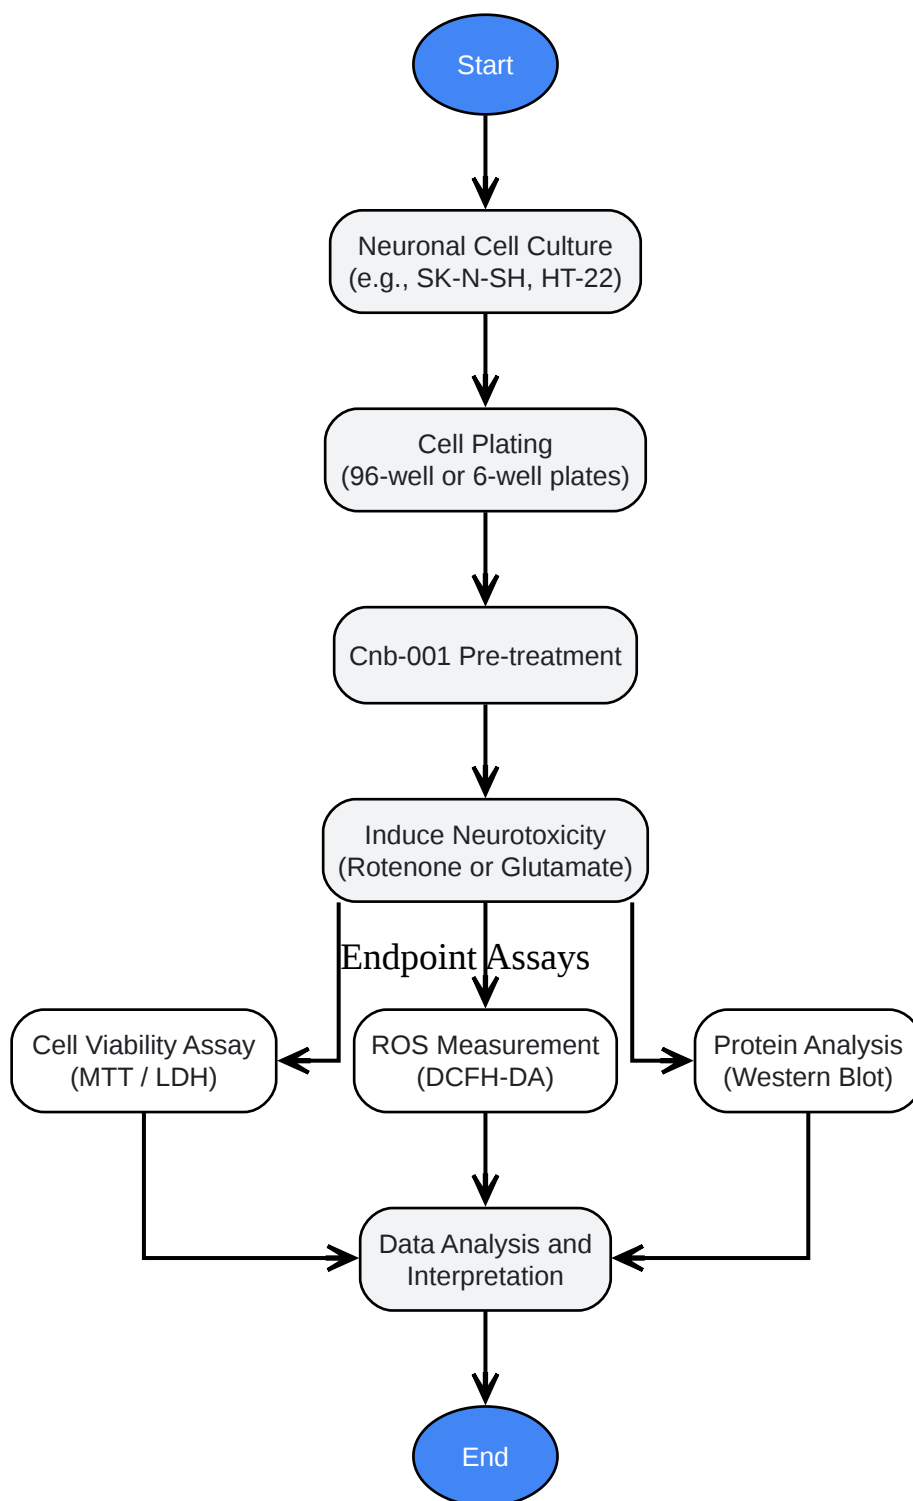 Start
Neuronal Cell Culture
(e.g., SK-N-SH, HT-22)
Cell Plating
(96-well or 6-well plates)
Cnb-001 Pre-treatment
Induce Neurotoxicity
(Rotenone or Glutamate)
Endpoint Assays
Cell Viability Assay
(MTT / LDH)
ROS Measurement
(DCFH-DA)
Protein Analysis
(Western Blot)
Data Analysis and
Interpretation
End